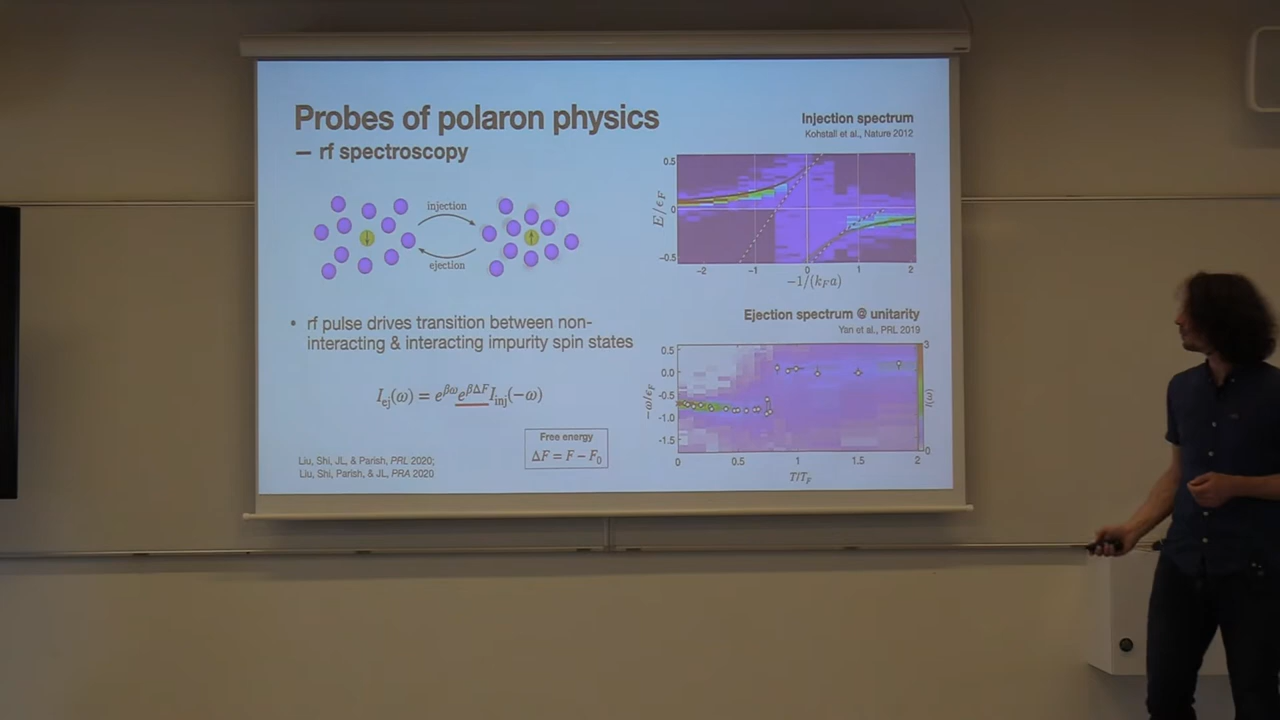 Probes of polaron physics
— rf spectroscopy
injection
↓
↑
ejection
• rf pulse drives transition between non-
interacting & interacting impurity spin states
I_ej(ω) = e^{βω}e^{βΔF}I_inj(−ω)
Free energy
ΔF = F − F_0
Liu, Shi, JL, & Parish, PRL 2020;
Liu, Shi, Parish, & JL, PRA 2020
Injection spectrum
Kohstall et al., Nature 2012
0.5
E/ϵ_F
0
−0.5
−2 −1 0 1 2
−1/(k_F a)
Ejection spectrum @ unitarity
Yan et al., PRL 2019
0.5
0.0
-0.5
-1.0
-1.5
−ω/ϵ_F
3
I(ω)
0
0 0.5 1 1.5 2
T/T_F